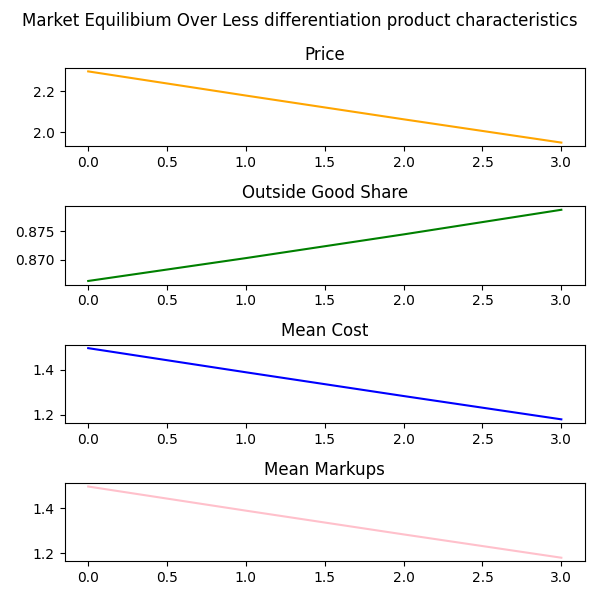 Market Equilibium Over Less differentiation product characteristics
Price
2.2
2.0
0.0 0.5 1.0 1.5 2.0 2.5 3.0
Outside Good Share
0.875
0.870
0.0 0.5 1.0 1.5 2.0 2.5 3.0
Mean Cost
1.4
1.2
0.0 0.5 1.0 1.5 2.0 2.5 3.0
Mean Markups
1.4
1.2
0.0 0.5 1.0 1.5 2.0 2.5 3.0